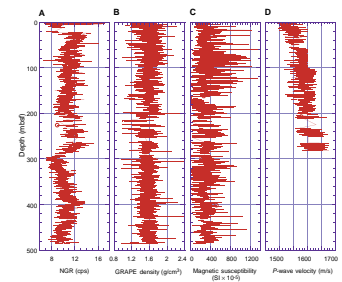 A B C D
0
100
200
300
400
500
Depth (mbsf)
8 12 16 0.8 1.2 1.6 2 2.4 0 400 800 1200 1500 1600 1700
NGR (cps) GRAPE density (g/cm³) Magnetic susceptibility P-wave velocity (m/s)
(SI × 10⁻⁵)